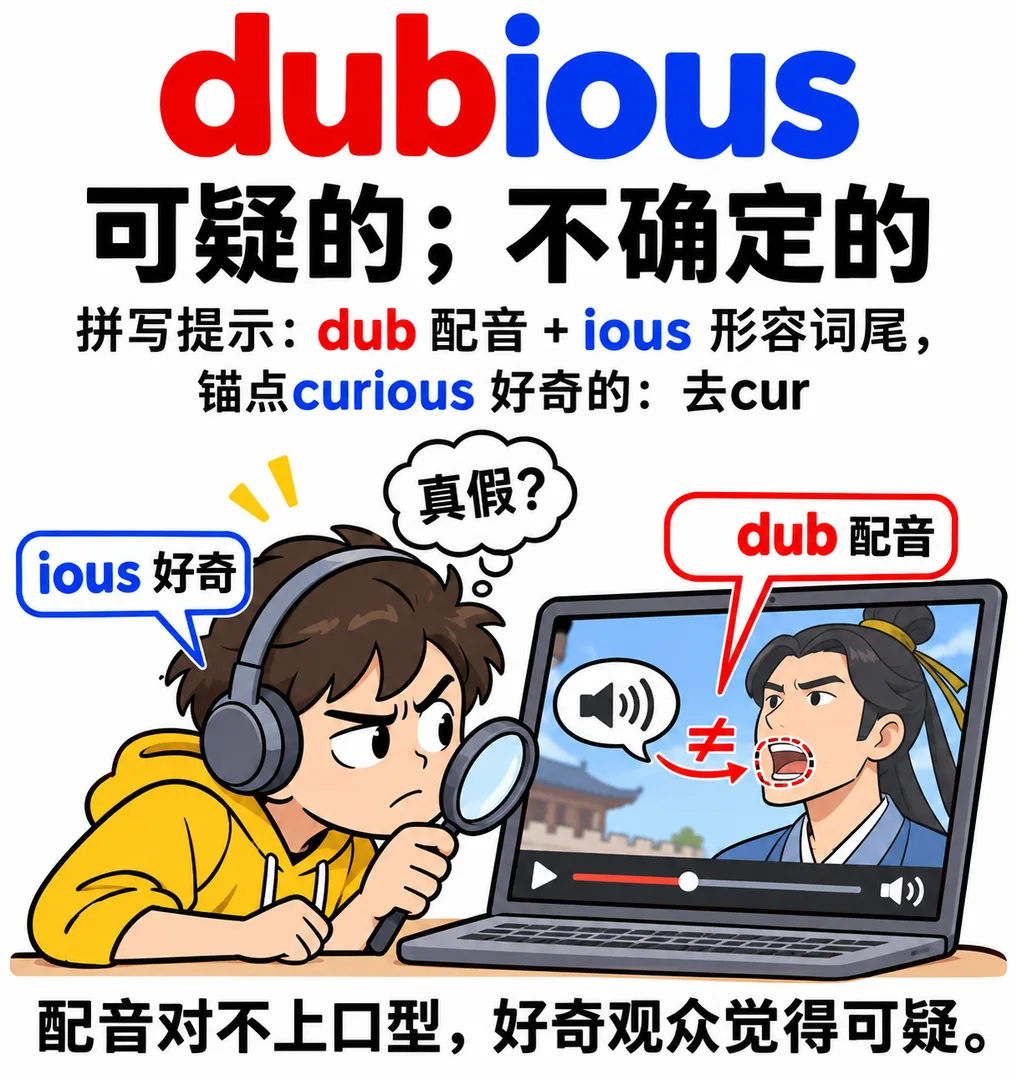 dubious
可疑的；不确定的
拼写提示：dub 配音 + ious 形容词尾，
锚点curious 好奇的：去cur
真假？
ious 好奇
dub 配音
≠
配音对不上口型，好奇观众觉得可疑。